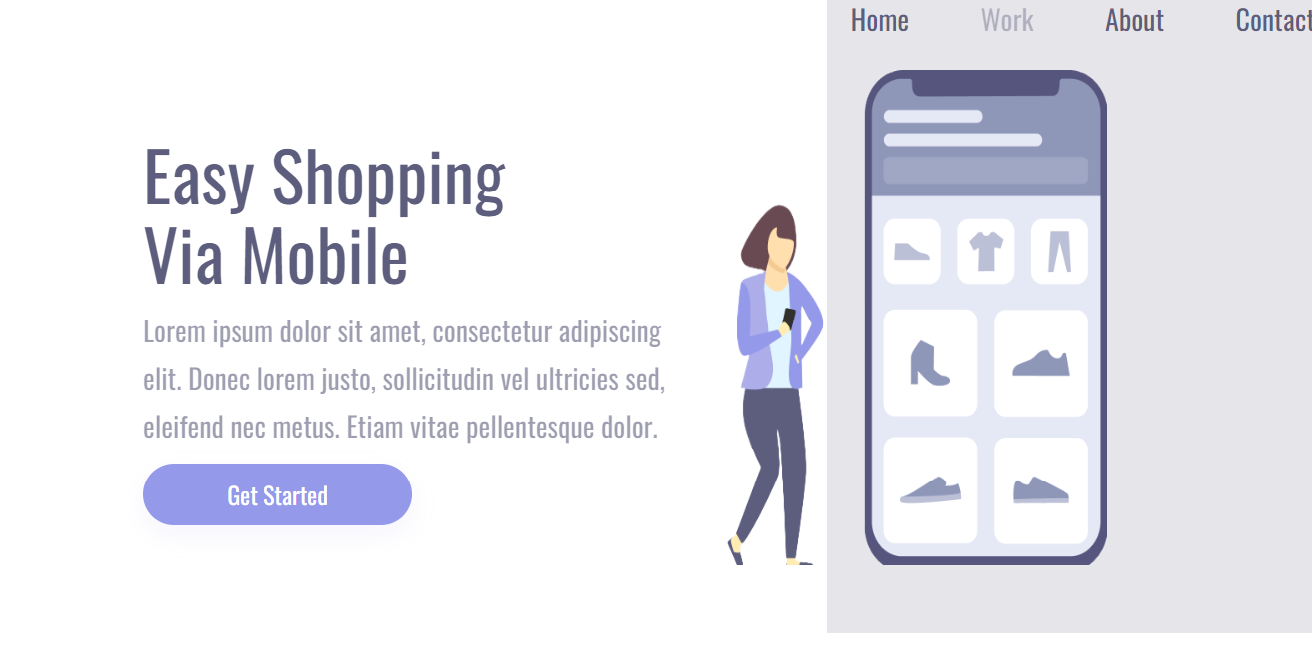 Home Work About Contact
Easy Shopping
Via Mobile
Lorem ipsum dolor sit amet, consectetur adipiscing
elit. Donec lorem justo, sollicitudin vel ultricies sed,
eleifend nec metus. Etiam vitae pellentesque dolor.
Get Started